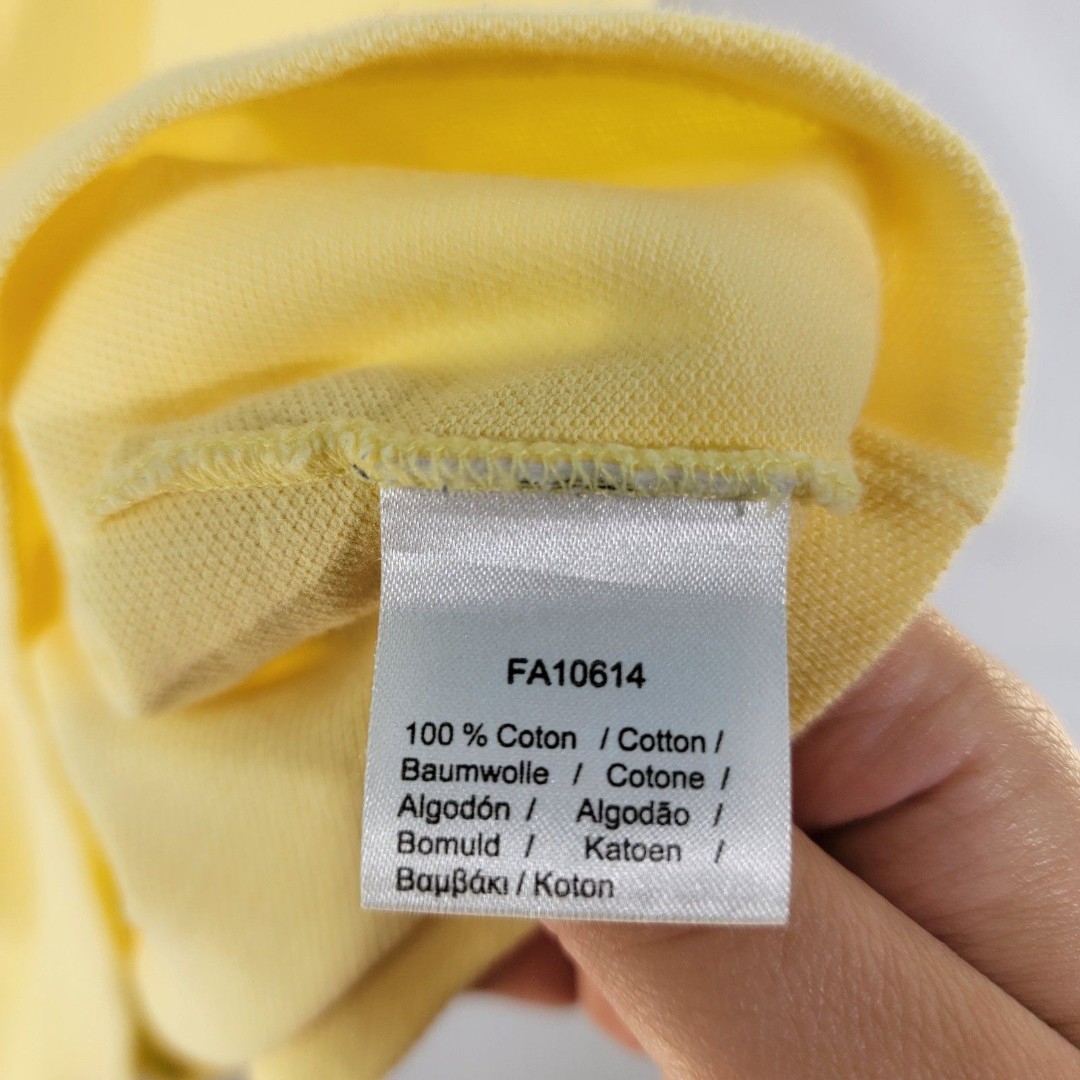 FA10614
100 % Coton / Cotton /
Baumwolle / Cotone /
Algodón / Algodão /
Bomuld / Katoen /
Βαμβάκι / Koton